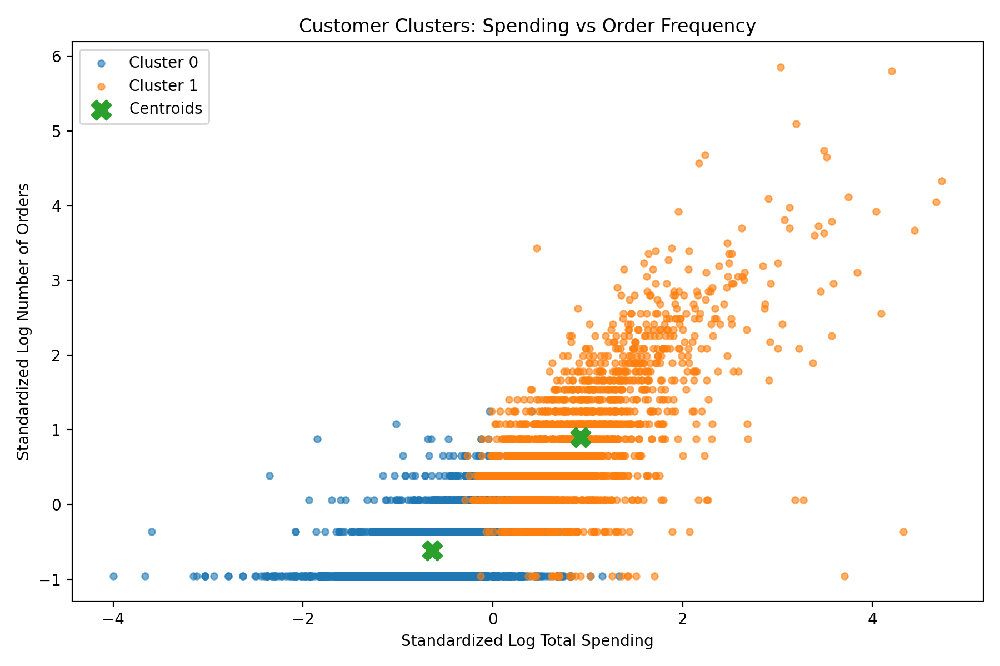 Customer Clusters: Spending vs Order Frequency
Cluster 0
Cluster 1
Centroids
6
5
4
3
2
1
0
−1
Standardized Log Number of Orders
−4
−2
0
2
4
Standardized Log Total Spending